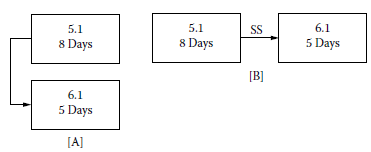 5.1
8 Days
6.1
5 Days
[A]
5.1
8 Days
SS
6.1
5 Days
[B]